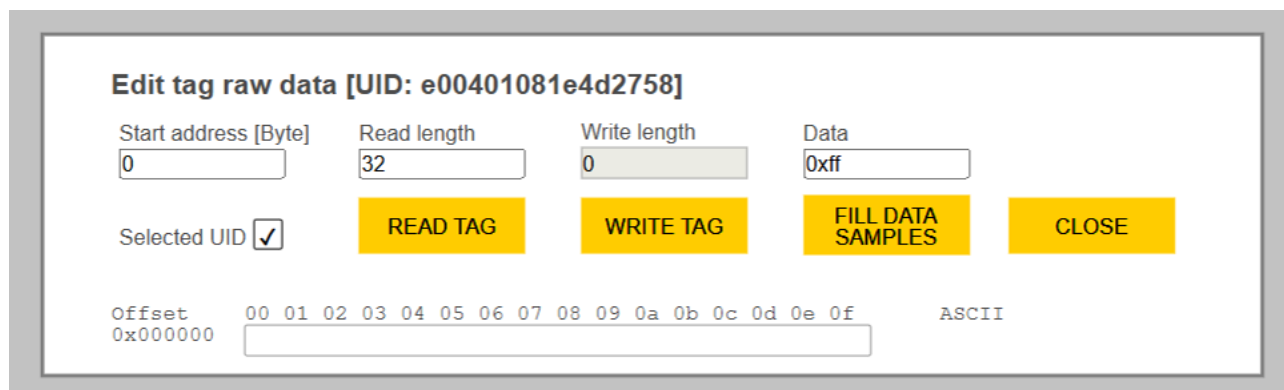 Edit tag raw data [UID: e00401081e4d2758]
Start address [Byte] Read length Write length Data
0 32 0 0xff
Selected UID READ TAG WRITE TAG FILL DATA SAMPLES CLOSE
Offset 00 01 02 03 04 05 06 07 08 09 0a 0b 0c 0d 0e 0f ASCII
0x000000